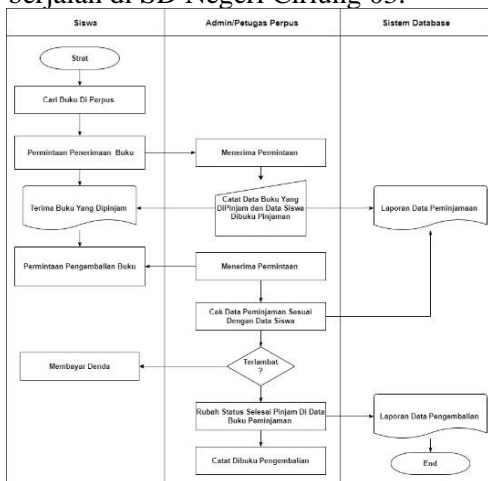 berjalan di SD Negeri Ciriung 03.
Siswa
Admin/Petugas Perpus
Sistem Database
Strat
Cari Buku Di Perpus
Permintaan Penerimaan Buku
Menerima Permintaan
Terima Buku Yang Dipinjam
Catat Data Buku Yang
DiPinjam dan Data Siswa
Dibuku Pinjaman
Laporan Data Peminjamaan
Permintaan Pengembalian Buku
Menerima Permintaan
Cek Data Peminjaman Sesuai
Dengan Data Siswa
Membayar Denda
Terlambat
?
Rubah Status Selesai Pinjam Di Data
Buku Peminjaman
Laporan Data Pengambalian
Catat Dibuku Pengembalian
End